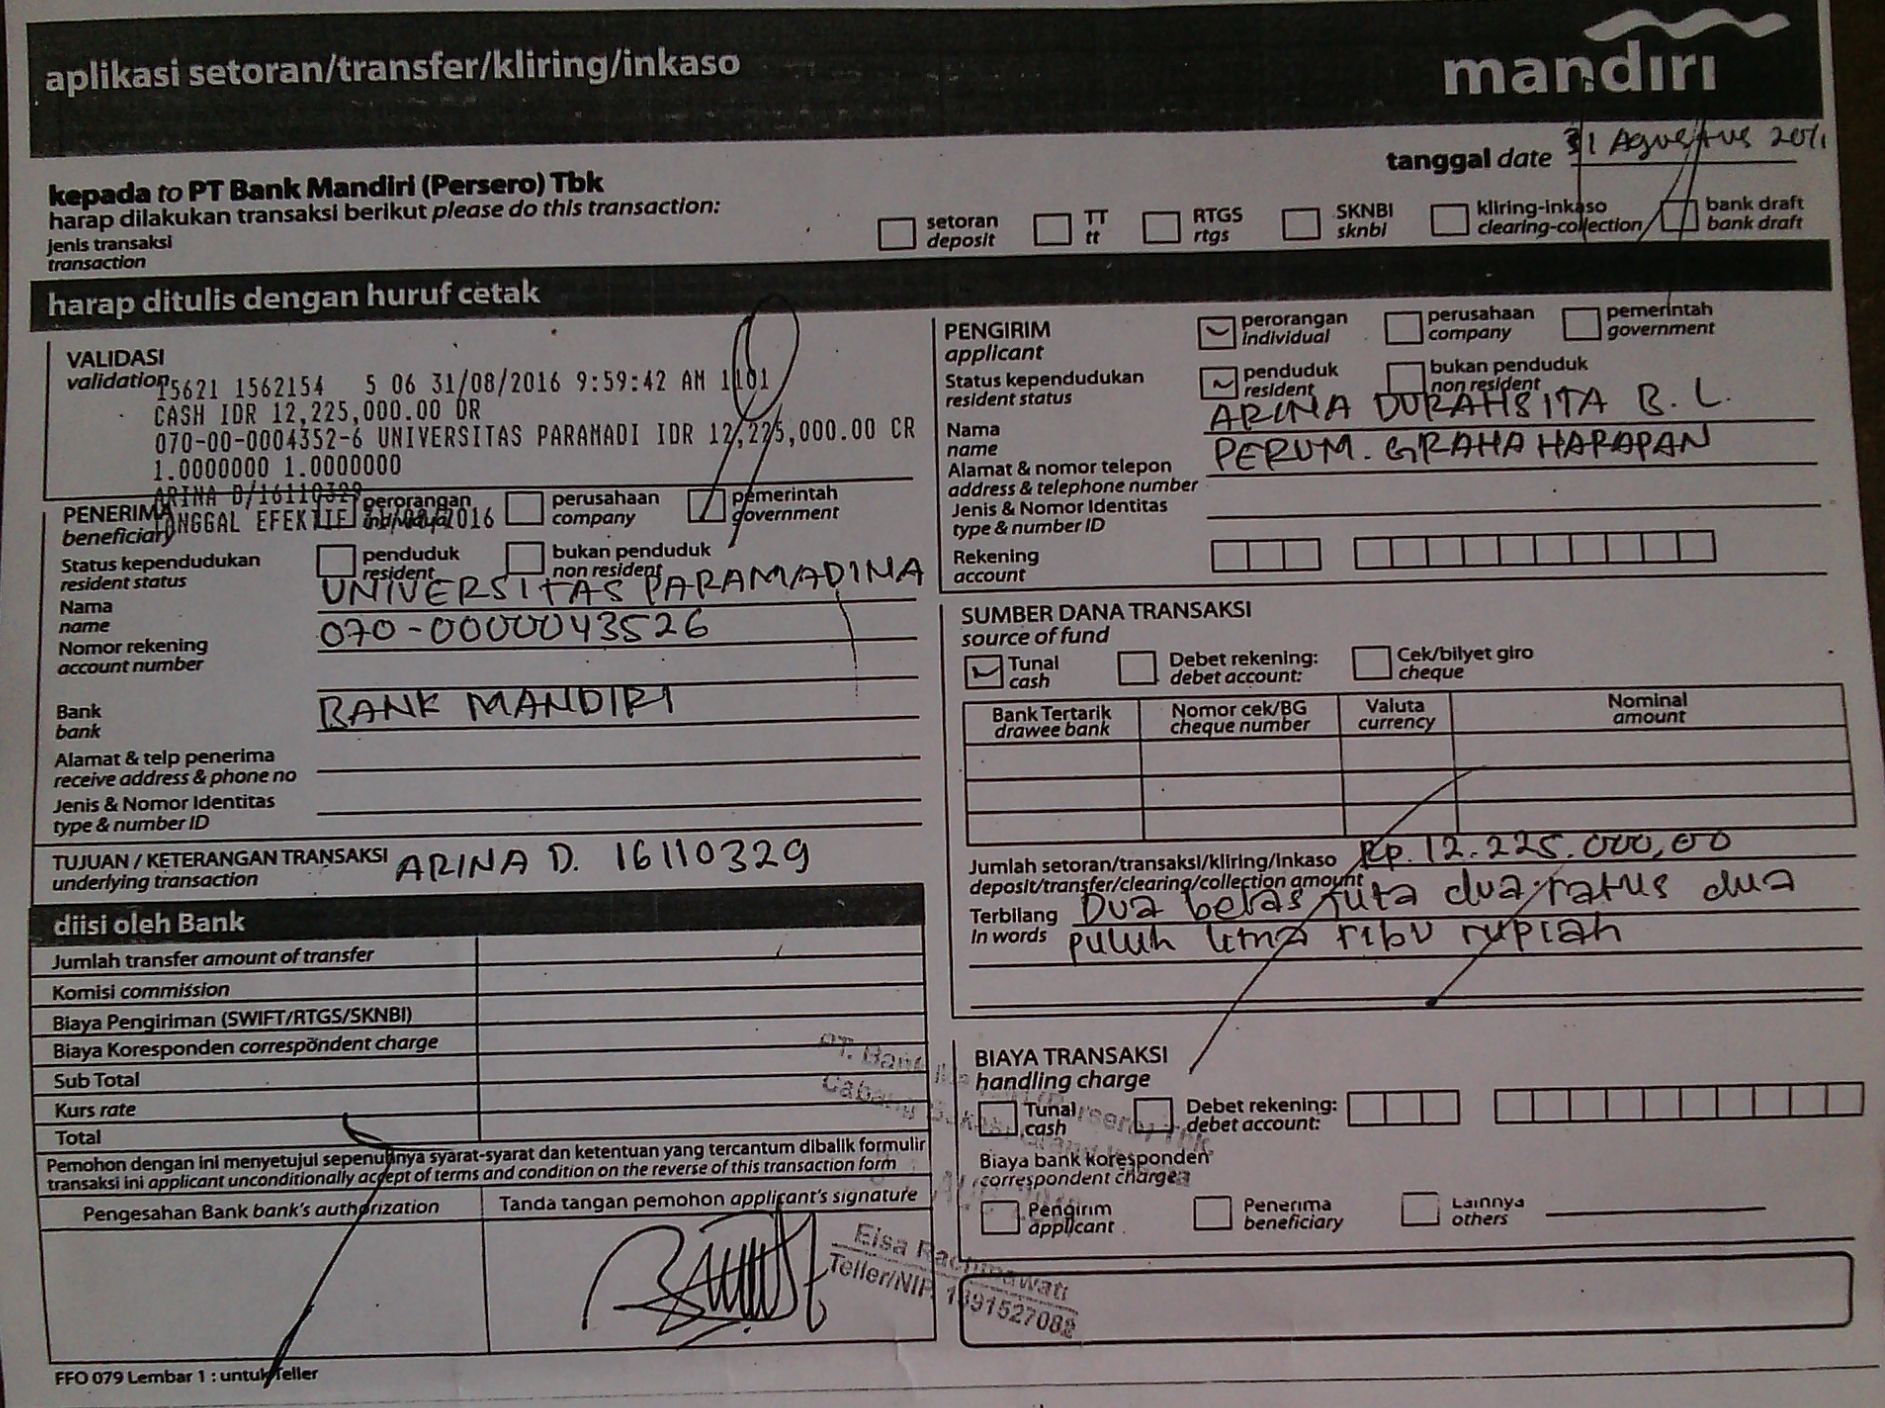 aplikasi setoran/transfer/kliring/inkaso
mandiri
tanggal date 31 Agustus 201
kepada to PT Bank Mandiri (Persero) Tbk
harap dilakukan transaksi berikut please do this transaction:
jenis transaksi
transaction
setoran
deposit
TT
tt
RTGS
rtgs
SKNBI
sknbi
kliring-inkaso
clearing-collection
bank draft
bank draft
harap ditulis dengan huruf cetak
VALIDASI
validation
15621 1562154 5 06 31/08/2016 9:59:42 AM 1101
CASH IDR 12,225,000.00 DR
070-00-0004352-6 UNIVERSITAS PARAMADI IDR 12,225,000.00 CR
1.0000000 1.0000000
ARINA D/16110329
TANGGAL EFEKTIF 31/08/2016
PENERIMA
beneficiary
perorangan
individual
perusahaan
company
pemerintah
government
Status kependudukan
resident status
penduduk
resident
bukan penduduk
non resident
Nama
name
UNIVERSITAS PARAMADINA
Nomor rekening
account number
070-0000043526
Bank
bank
BANK MANDIRI
Alamat & telp penerima
receive address & phone no
Jenis & Nomor Identitas
type & number ID
TUJUAN / KETERANGAN TRANSAKSI
underlying transaction
ARINA D. 16110329
diisi oleh Bank
Jumlah transfer amount of transfer
Komisi commission
Biaya Pengiriman (SWIFT/RTGS/SKNBI)
Biaya Koresponden correspondent charge
Sub Total
Kurs rate
Total
Pemohon dengan ini menyetujui sepenuhnya syarat-syarat dan ketentuan yang tercantum dibalik formulir
transaksi ini applicant unconditionally accept of terms and condition on the reverse of this transaction form
Pengesahan Bank bank's authorization
Tanda tangan pemohon applicant's signature
FFO 079 Lembar 1 : untuk Teller
PENGIRIM
applicant
perorangan
individual
perusahaan
company
pemerintah
government
Status kependudukan
resident status
penduduk
resident
bukan penduduk
non resident
Nama
name
ARINA DURAHSITA B. L.
Alamat & nomor telepon
address & telephone number
PERUM. GRAHA HARAPAN
Jenis & Nomor Identitas
type & number ID
Rekening
account
SUMBER DANA TRANSAKSI
source of fund
Tunai
cash
Debet rekening:
debet account:
Cek/bilyet giro
cheque
Bank Tertarik
drawee bank
Nomor cek/BG
cheque number
Valuta
currency
Nominal
amount
Jumlah setoran/transaksi/kliring/inkaso
deposit/transfer/clearing/collection amount
Rp. 12.225.000,00
Terbilang
In words
Dua belas juta dua ratus dua
puluh lima ribu rupiah
BIAYA TRANSAKSI
handling charge
Tunai
cash
Debet rekening:
debet account:
Biaya bank koresponden
correspondent charge
Pengirim
applicant
Penerima
beneficiary
Lainnya
others
PT. Bank Mandiri (Persero) Tbk.
Cabang
Elsa Rachmawati
Teller/NIP. 1391527082